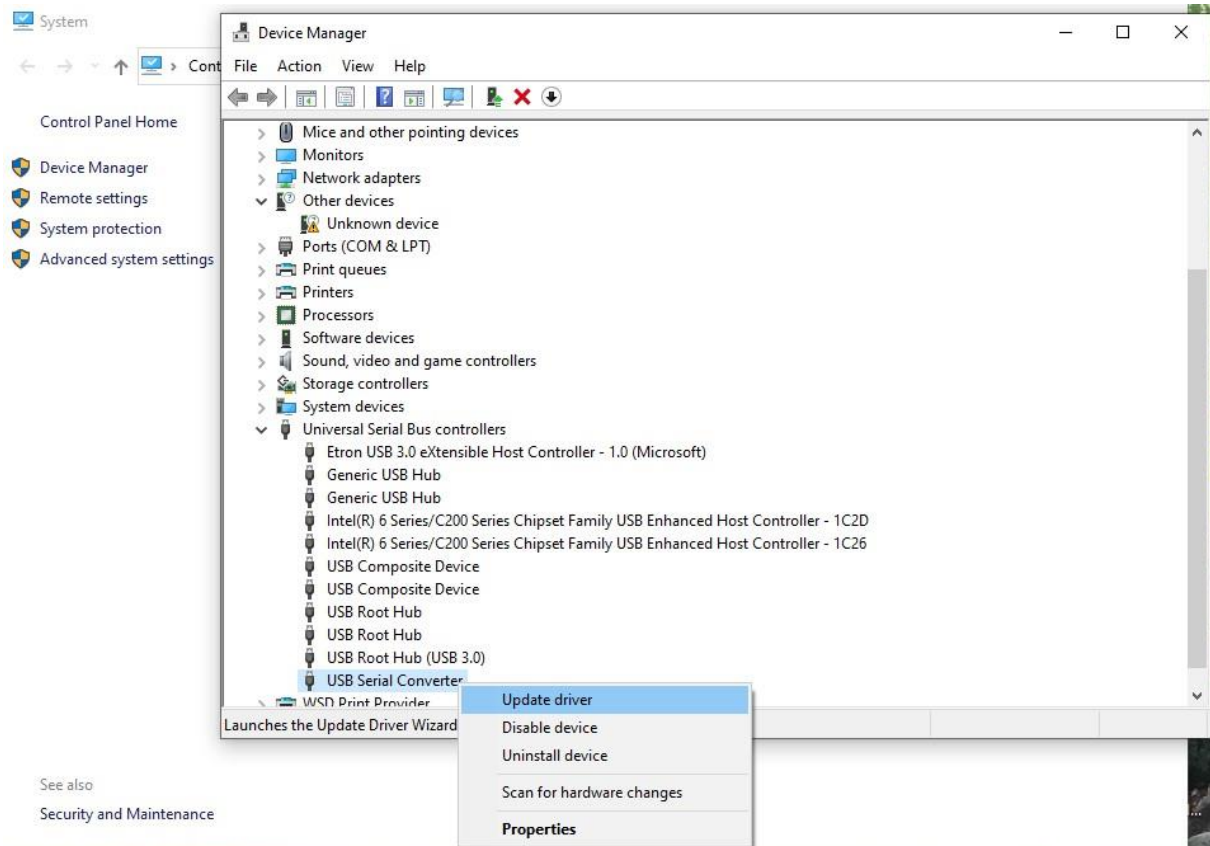 System
Cont
Control Panel Home
Device Manager
Remote settings
System protection
Advanced system settings
See also
Security and Maintenance
Device Manager
File Action View Help
Mice and other pointing devices
Monitors
Network adapters
Other devices
Unknown device
Ports (COM & LPT)
Print queues
Printers
Processors
Software devices
Sound, video and game controllers
Storage controllers
System devices
Universal Serial Bus controllers
Etron USB 3.0 eXtensible Host Controller - 1.0 (Microsoft)
Generic USB Hub
Generic USB Hub
Intel(R) 6 Series/C200 Series Chipset Family USB Enhanced Host Controller - 1C2D
Intel(R) 6 Series/C200 Series Chipset Family USB Enhanced Host Controller - 1C26
USB Composite Device
USB Composite Device
USB Root Hub
USB Root Hub
USB Root Hub (USB 3.0)
USB Serial Converter
WSD Print Provider
Launches the Update Driver Wizard
Update driver
Disable device
Uninstall device
Scan for hardware changes
Properties